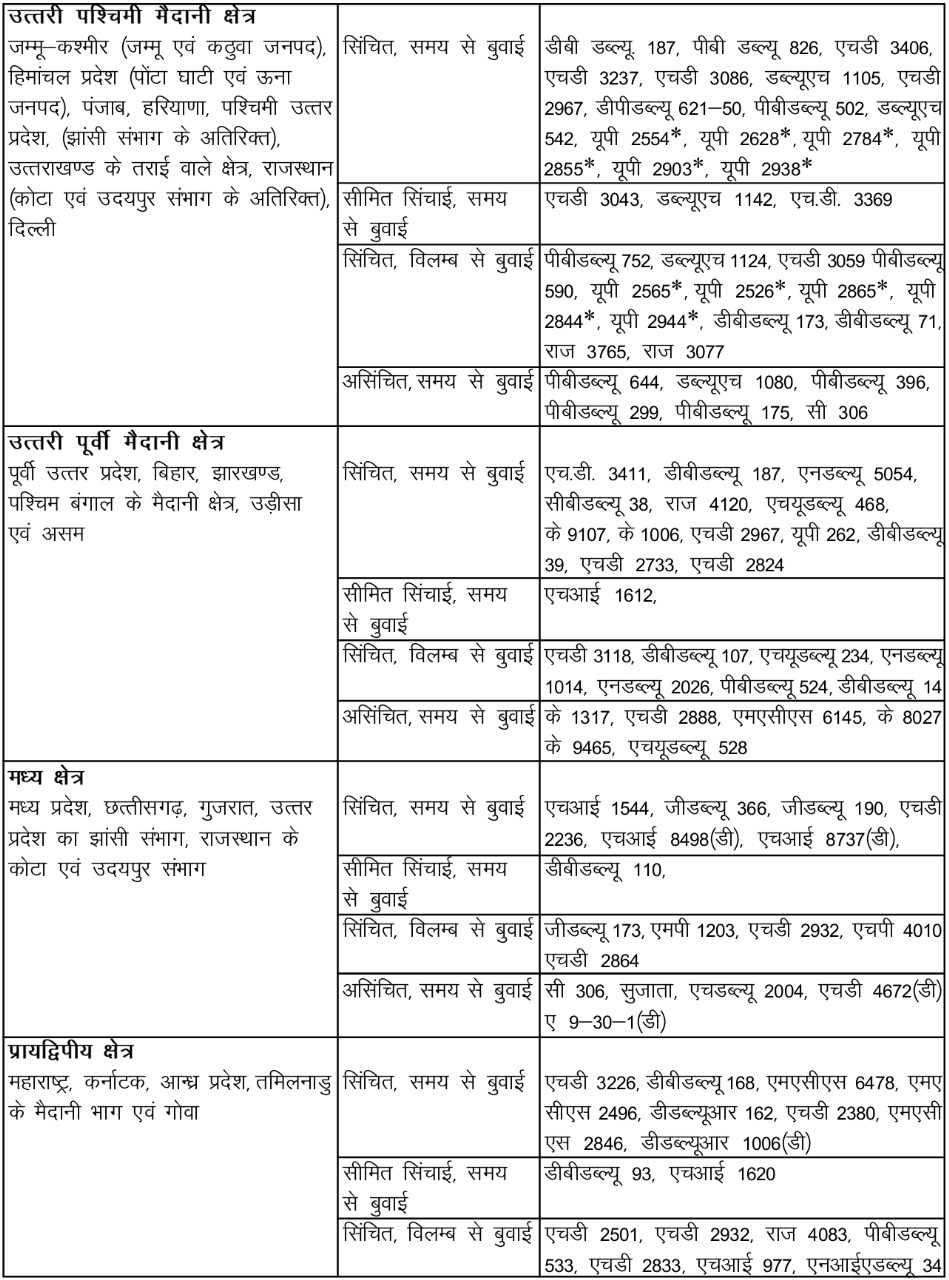 उत्तरी पश्चिमी मैदानी क्षेत्र
जम्मू–कश्मीर (जम्मू एवं कठुवा जनपद),
हिमांचल प्रदेश (पोंटा घाटी एवं ऊना
जनपद), पंजाब, हरियाणा, पश्चिमी उत्तर
प्रदेश, (झांसी संभाग के अतिरिक्त),
उत्तराखण्ड के तराई वाले क्षेत्र, राजस्थान
(कोटा एवं उदयपुर संभाग के अतिरिक्त),
दिल्ली
सिंचित, समय से बुवाई
डीबी डब्ल्यू. 187, पीबी डब्ल्यू 826, एचडी 3406,
एचडी 3237, एचडी 3086, डब्ल्यूएच 1105, एचडी
2967, डीपीडब्ल्यू 621–50, पीबीडब्ल्यू 502, डब्ल्यूएच
542, यूपी 2554*, यूपी 2628*, यूपी 2784*, यूपी
2855*, यूपी 2903*, यूपी 2938*
सीमित सिंचाई, समय
से बुवाई
एचडी 3043, डब्ल्यूएच 1142, एच.डी. 3369
सिंचित, विलम्ब से बुवाई
पीबीडब्ल्यू 752, डब्ल्यूएच 1124, एचडी 3059 पीबीडब्ल्यू
590, यूपी 2565*, यूपी 2526*, यूपी 2865*, यूपी
2844*, यूपी 2944*, डीबीडब्ल्यू 173, डीबीडब्ल्यू 71,
राज 3765, राज 3077
असिंचित, समय से बुवाई
पीबीडब्ल्यू 644, डब्ल्यूएच 1080, पीबीडब्ल्यू 396,
पीबीडब्ल्यू 299, पीबीडब्ल्यू 175, सी 306
उत्तरी पूर्वी मैदानी क्षेत्र
पूर्वी उत्तर प्रदेश, बिहार, झारखण्ड,
पश्चिम बंगाल के मैदानी क्षेत्र, उड़ीसा
एवं असम
सिंचित, समय से बुवाई
एच.डी. 3411, डीबीडब्ल्यू 187, एनडब्ल्यू 5054,
सीबीडब्ल्यू 38, राज 4120, एचयूडब्ल्यू 468,
के 9107, के 1006, एचडी 2967, यूपी 262, डीबीडब्ल्यू
39, एचडी 2733, एचडी 2824
सीमित सिंचाई, समय
से बुवाई
एचआई 1612,
सिंचित, विलम्ब से बुवाई
एचडी 3118, डीबीडब्ल्यू 107, एचयूडब्ल्यू 234, एनडब्ल्यू
1014, एनडब्ल्यू 2026, पीबीडब्ल्यू 524, डीबीडब्ल्यू 14
असिंचित, समय से बुवाई
के 1317, एचडी 2888, एमएसीएस 6145, के 8027
के 9465, एचयूडब्ल्यू 528
मध्य क्षेत्र
मध्य प्रदेश, छत्तीसगढ़, गुजरात, उत्तर
प्रदेश का झांसी संभाग, राजस्थान के
कोटा एवं उदयपुर संभाग
सिंचित, समय से बुवाई
एचआई 1544, जीडब्ल्यू 366, जीडब्ल्यू 190, एचडी
2236, एचआई 8498(डी), एचआई 8737(डी),
सीमित सिंचाई, समय
से बुवाई
डीबीडब्ल्यू 110,
सिंचित, विलम्ब से बुवाई
जीडब्ल्यू 173, एमपी 1203, एचडी 2932, एचपी 4010
एचडी 2864
असिंचित, समय से बुवाई
सी 306, सुजाता, एचडब्ल्यू 2004, एचडी 4672(डी)
ए 9–30–1(डी)
प्रायद्विपीय क्षेत्र
महाराष्ट्र, कर्नाटक, आन्ध्र प्रदेश, तमिलनाडु
के मैदानी भाग एवं गोवा
सिंचित, समय से बुवाई
एचडी 3226, डीबीडब्ल्यू 168, एमएसीएस 6478, एमए
सीएस 2496, डीडब्ल्यूआर 162, एचडी 2380, एमएसी
एस 2846, डीडब्ल्यूआर 1006(डी)
सीमित सिंचाई, समय
से बुवाई
डीबीडब्ल्यू 93, एचआई 1620
सिंचित, विलम्ब से बुवाई
एचडी 2501, एचडी 2932, राज 4083, पीबीडब्ल्यू
533, एचडी 2833, एचआई 977, एनआईएडब्ल्यू 34